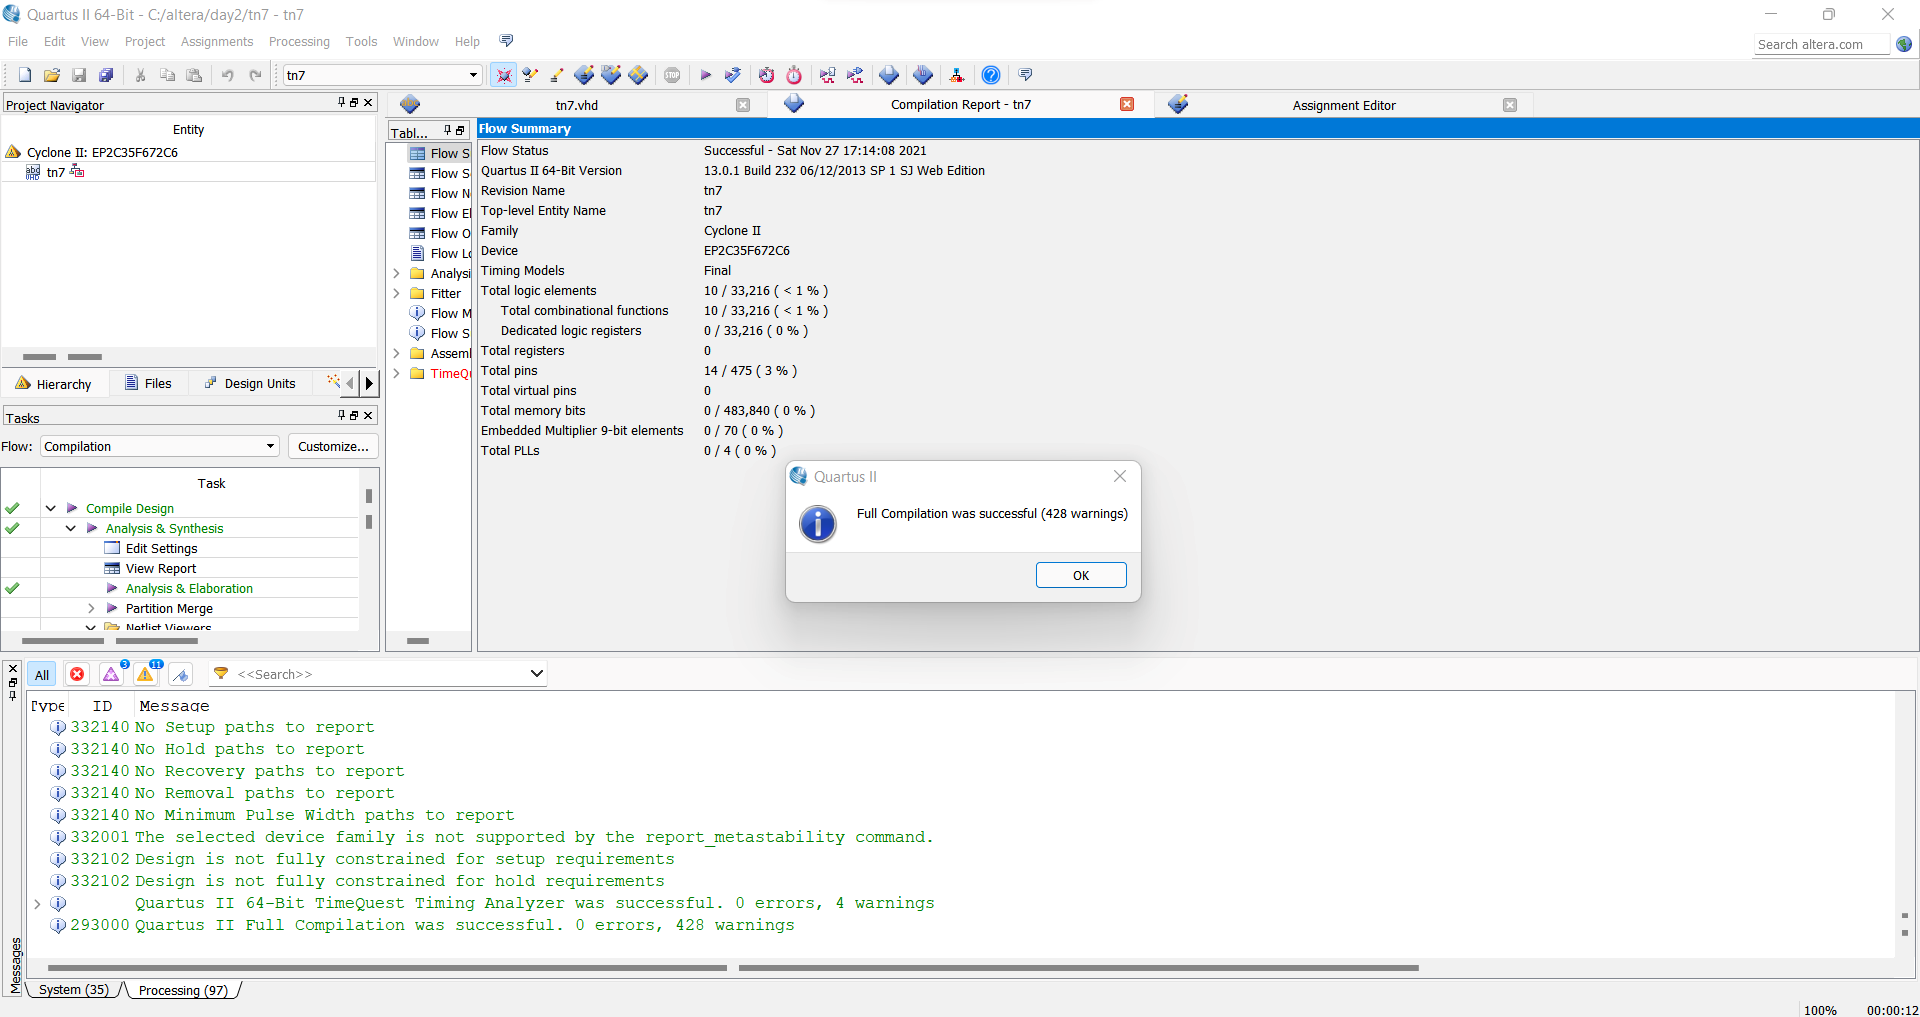 Quartus II 64-Bit - C:/altera/day2/tn7 - tn7
File Edit View Project Assignments Processing Tools Window Help
Search altera.com
tn7
STOP
Project Navigator
Entity
Cyclone II: EP2C35F672C6
tn7
Hierarchy Files Design Units
Tasks
Flow: Compilation Customize...
Task
Compile Design
Analysis & Synthesis
Edit Settings
View Report
Analysis & Elaboration
Partition Merge
Netlist Viewers
tn7.vhd Compilation Report - tn7 Assignment Editor
Tabl...
Flow S
Flow S
Flow N
Flow El
Flow O
Flow Lo
Analysi
Fitter
Flow M
Flow S
Assem
TimeQu
Flow Summary
Flow Status Successful - Sat Nov 27 17:14:08 2021
Quartus II 64-Bit Version 13.0.1 Build 232 06/12/2013 SP 1 SJ Web Edition
Revision Name tn7
Top-level Entity Name tn7
Family Cyclone II
Device EP2C35F672C6
Timing Models Final
Total logic elements 10 / 33,216 ( < 1 % )
Total combinational functions 10 / 33,216 ( < 1 % )
Dedicated logic registers 0 / 33,216 ( 0 % )
Total registers 0
Total pins 14 / 475 ( 3 % )
Total virtual pins 0
Total memory bits 0 / 483,840 ( 0 % )
Embedded Multiplier 9-bit elements 0 / 70 ( 0 % )
Total PLLs 0 / 4 ( 0 % )
Quartus II
Full Compilation was successful (428 warnings)
OK
All 3 11 <<Search>>
Type ID Message
332140 No Setup paths to report
332140 No Hold paths to report
332140 No Recovery paths to report
332140 No Removal paths to report
332140 No Minimum Pulse Width paths to report
332001 The selected device family is not supported by the report_metastability command.
332102 Design is not fully constrained for setup requirements
332102 Design is not fully constrained for hold requirements
Quartus II 64-Bit TimeQuest Timing Analyzer was successful. 0 errors, 4 warnings
293000 Quartus II Full Compilation was successful. 0 errors, 428 warnings
Messages
System (35) Processing (97)
100% 00:00:12